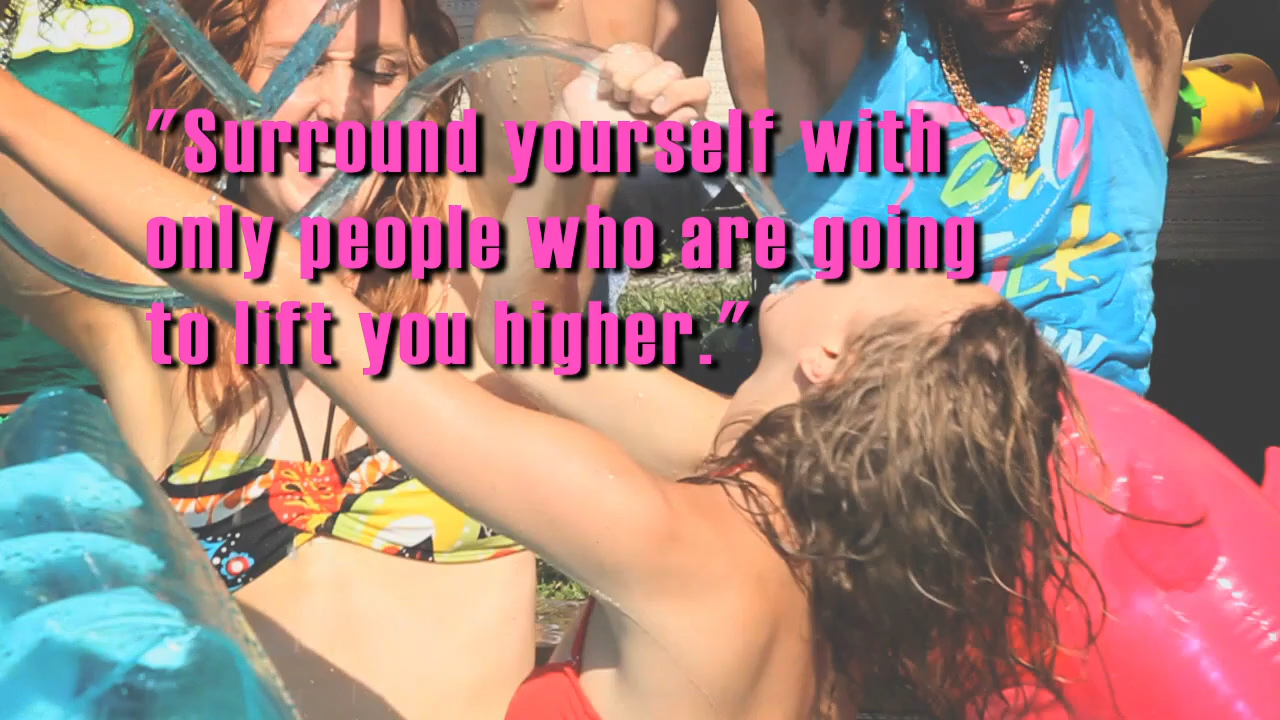 "Surround yourself with
only people who are going
to lift you higher."